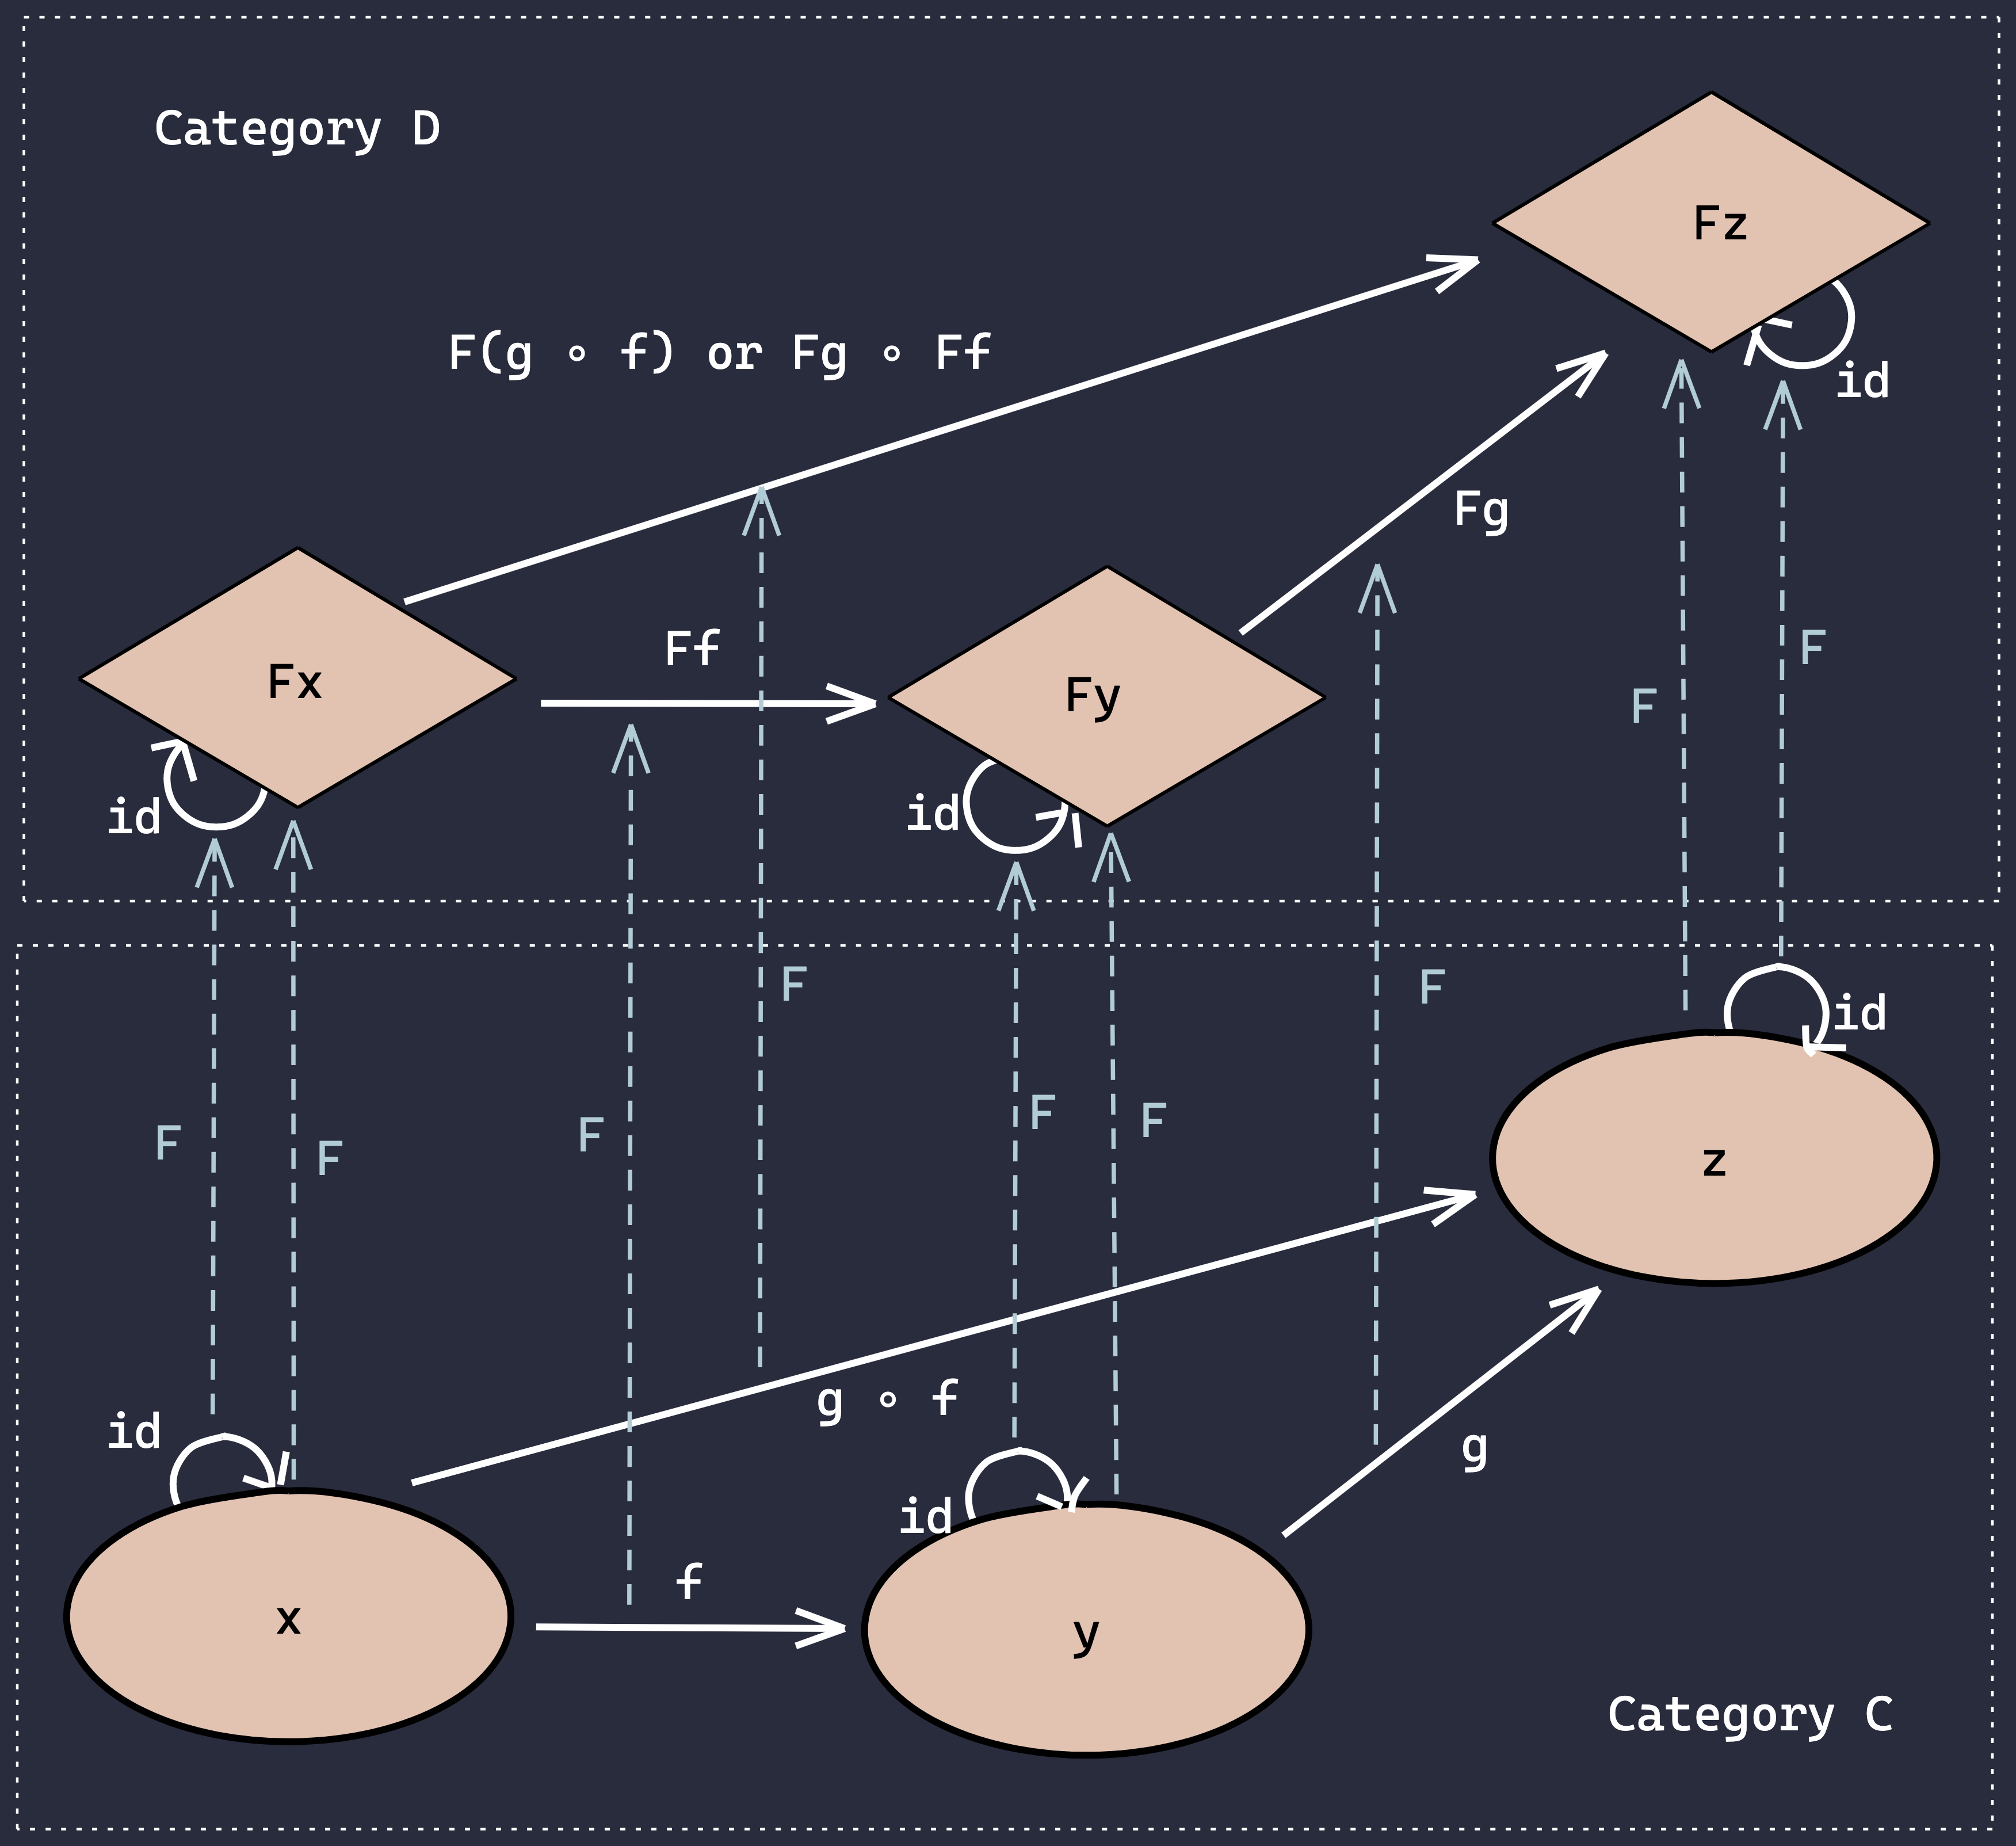 Category D
Fz
id
F(g ∘ f) or Fg ∘ Ff
Fg
Ff
F
F
Fx
Fy
id
id
F
F
id
F
F
F
F
F
z
g ∘ f
id
g
id
f
x
y
Category C